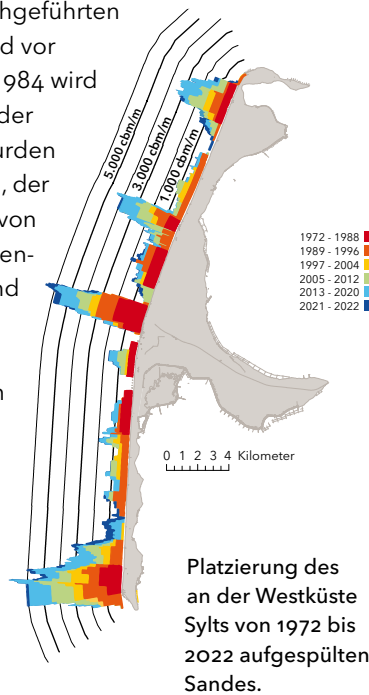 chgeführten
d vor
984 wird
der
urden
, der
von
en-
nd
n
5.000 cbm/m
3.000 cbm/m
1.000 cbm/m
1972 - 1988
1989 - 1996
1997 - 2004
2005 - 2012
2013 - 2020
2021 - 2022
0 1 2 3 4 Kilometer
Platzierung des
an der Westküste
Sylts von 1972 bis
2022 aufgespülten
Sandes.